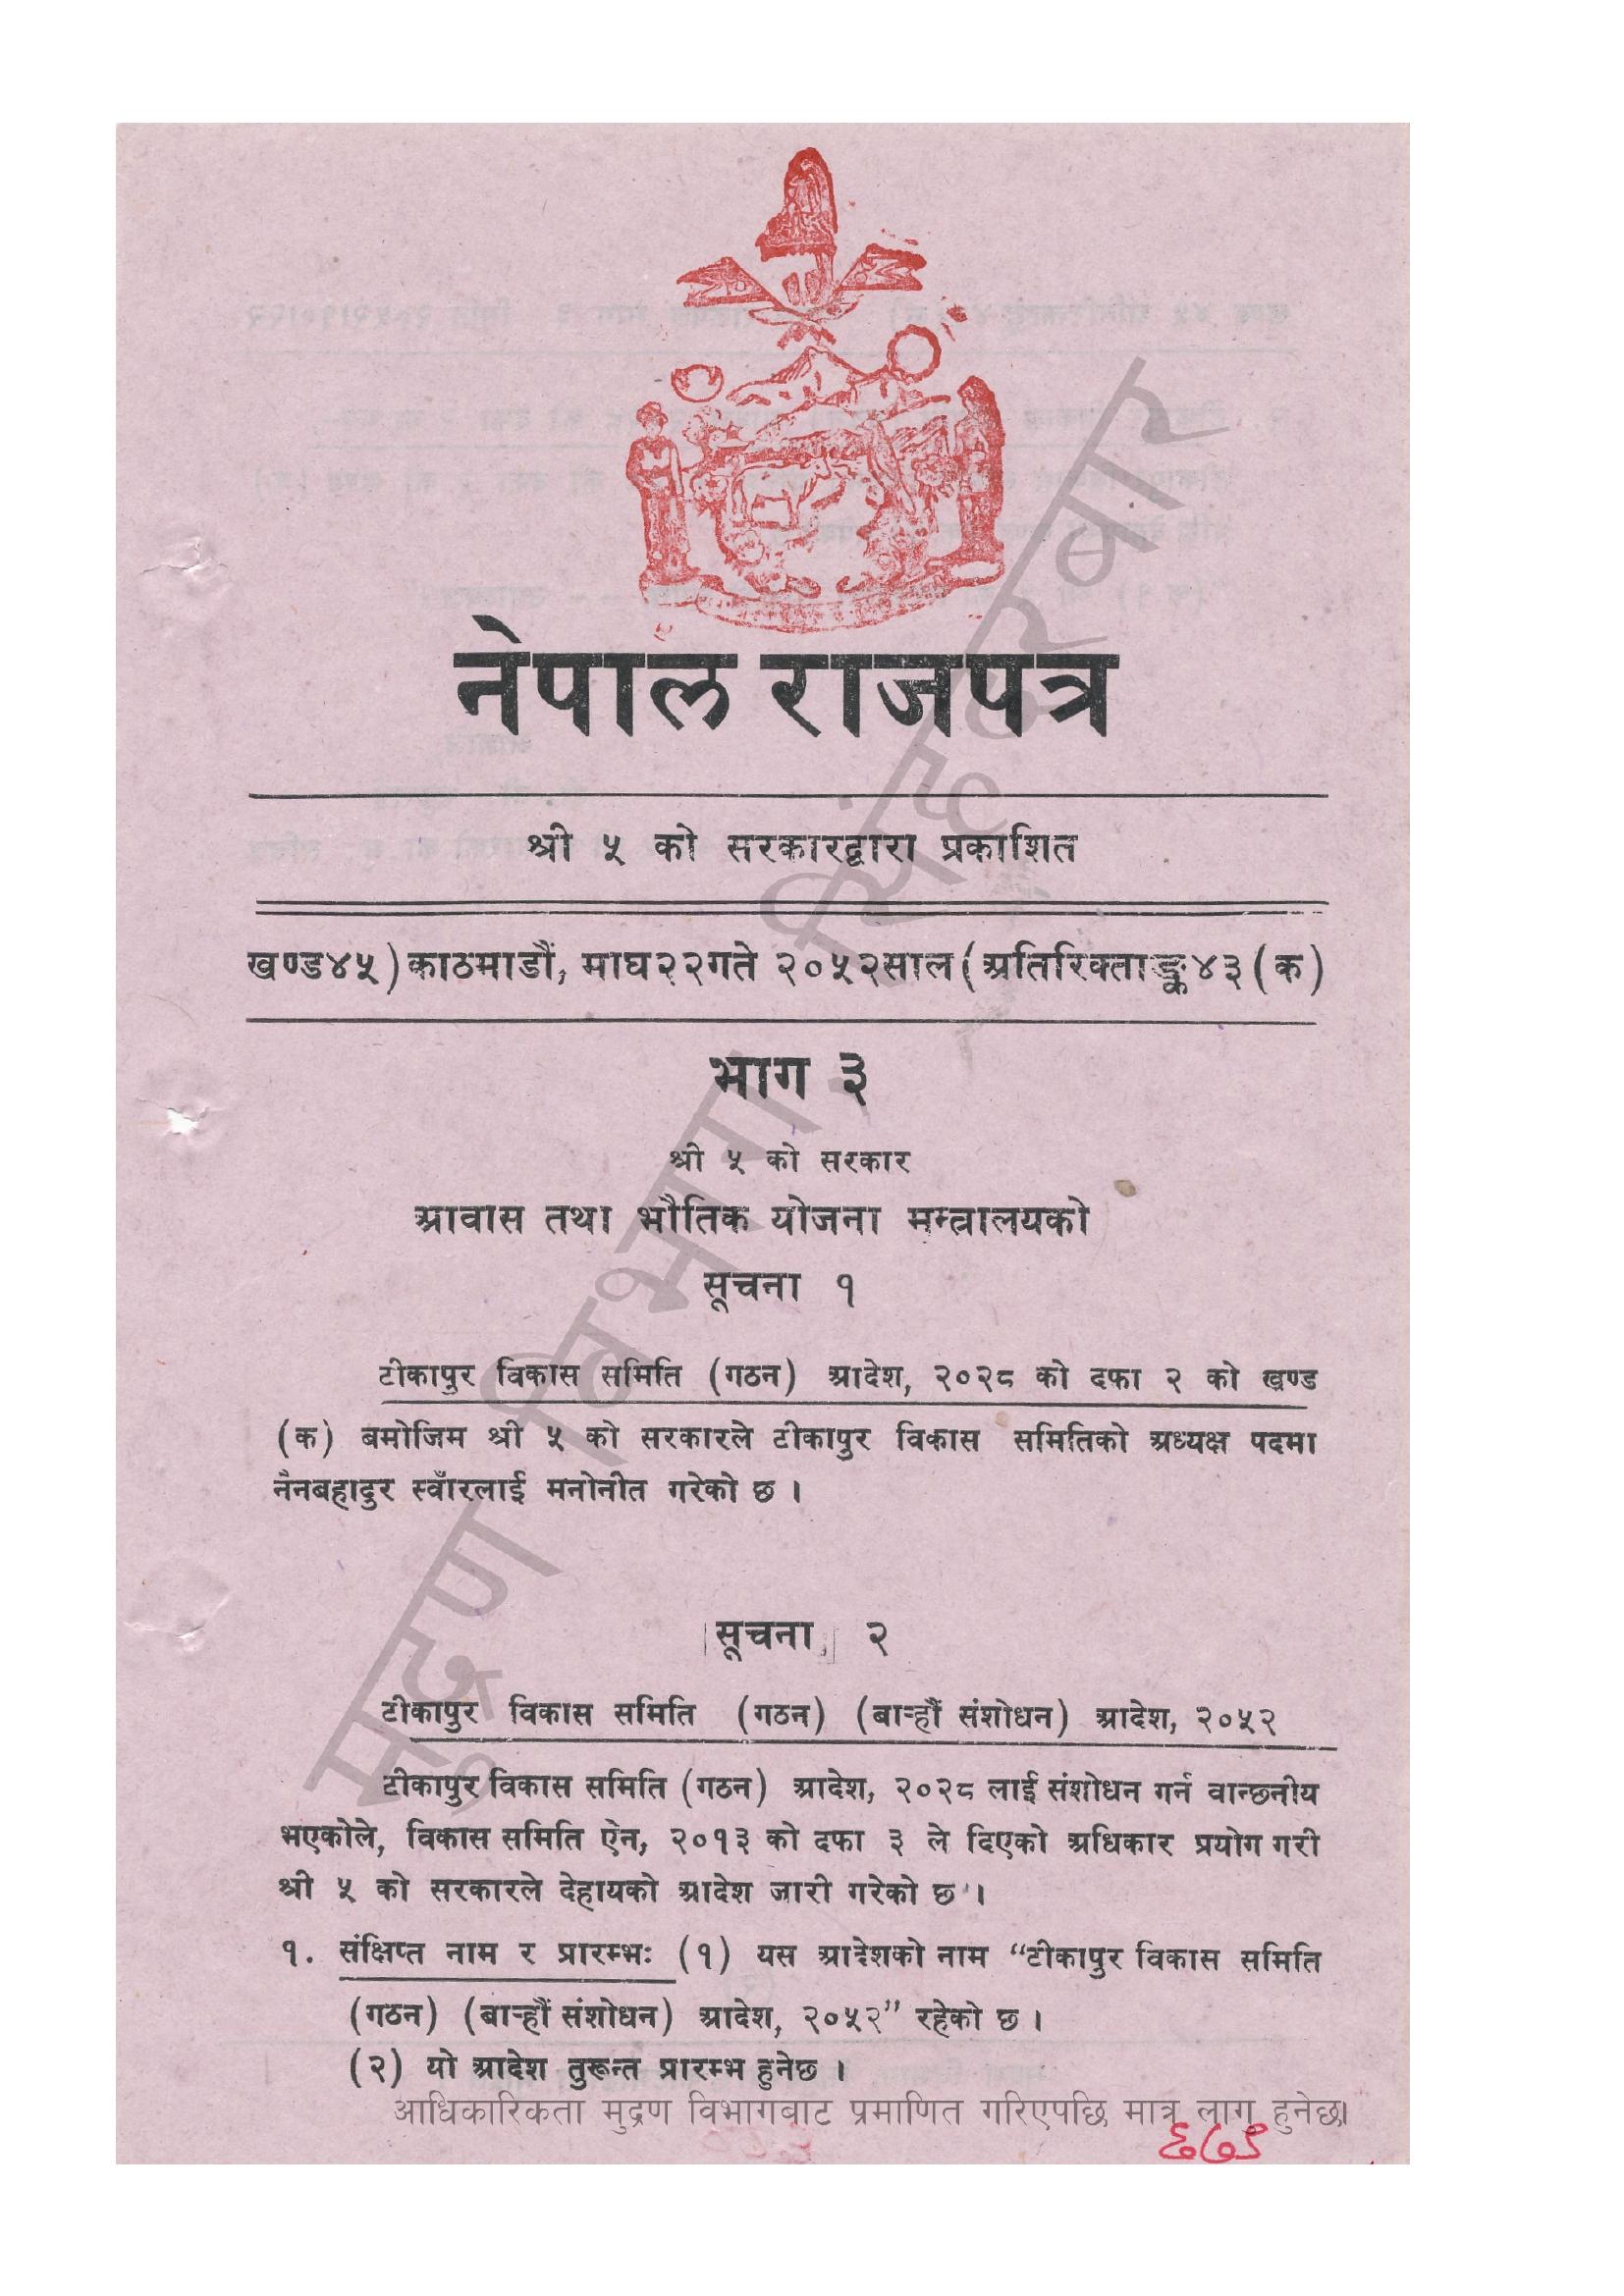 नेपाल राजपत्र
श्री ५ को सरकारद्वारा प्रकाशित
खण्ड४५) काठमाडौं, माघ२२गते २०५२साल (अतिरिक्ताङ्क४३ (क)
भाग ३
श्री ५ को सरकार
आवास तथा भौतिक योजना मन्त्रालयको
सूचना १
टीकापुर विकास समिति (गठन) आदेश, २०२८ को दफा २ को खण्ड
(क) बमोजिम श्री ५ को सरकारले टीकापुर विकास समितिको अध्यक्ष पदमा
नैनबहादुर स्वाँरलाई मनोनीत गरेको छ ।
सूचना २
टीकापुर विकास समिति (गठन) (बाऱ्हौं संशोधन) आदेश, २०५२
टीकापुर विकास समिति (गठन) आदेश, २०२८ लाई संशोधन गर्न वान्छनीय
भएकोले, विकास समिति ऐन, २०१३ को दफा ३ ले दिएको अधिकार प्रयोग गरी
श्री ५ को सरकारले देहायको आदेश जारी गरेको छ ।
१. संक्षिप्त नाम र प्रारम्भः (१) यस आदेशको नाम “टीकापुर विकास समिति
(गठन) (बाऱ्हौं संशोधन) आदेश, २०५२” रहेको छ ।
(२) यो आदेश तुरून्त प्रारम्भ हुनेछ ।
आधिकारिकता मुद्रण विभागबाट प्रमाणित गरिएपछि मात्र लागु हुनेछ।
६७९
मुद्रण विभाग, सिंहदरबार